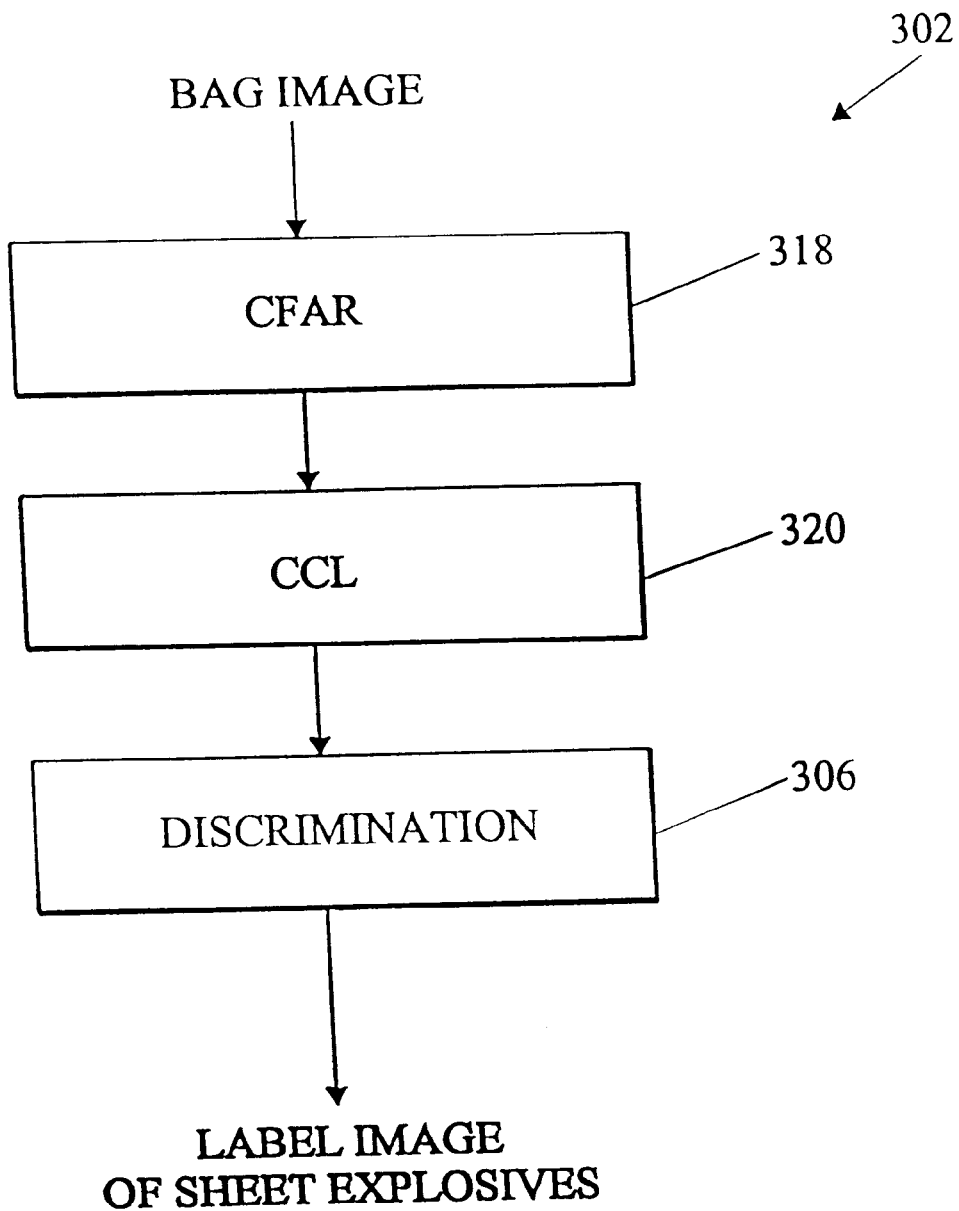 302
BAG IMAGE
318
CFAR
320
CCL
306
DISCRIMINATION
LABEL IMAGE
OF SHEET EXPLOSIVES